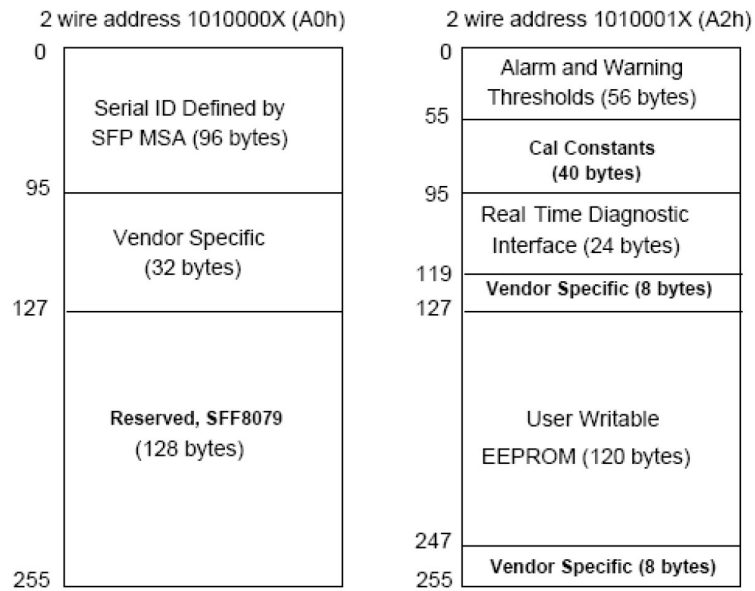 2 wire address 1010000X (A0h)
0
Serial ID Defined by
SFP MSA (96 bytes)
95
Vendor Specific
(32 bytes)
127
Reserved, SFF8079
(128 bytes)
255
2 wire address 1010001X (A2h)
0
Alarm and Warning
Thresholds (56 bytes)
55
Cal Constants
(40 bytes)
95
Real Time Diagnostic
Interface (24 bytes)
119
Vendor Specific (8 bytes)
127
User Writable
EEPROM (120 bytes)
247
Vendor Specific (8 bytes)
255